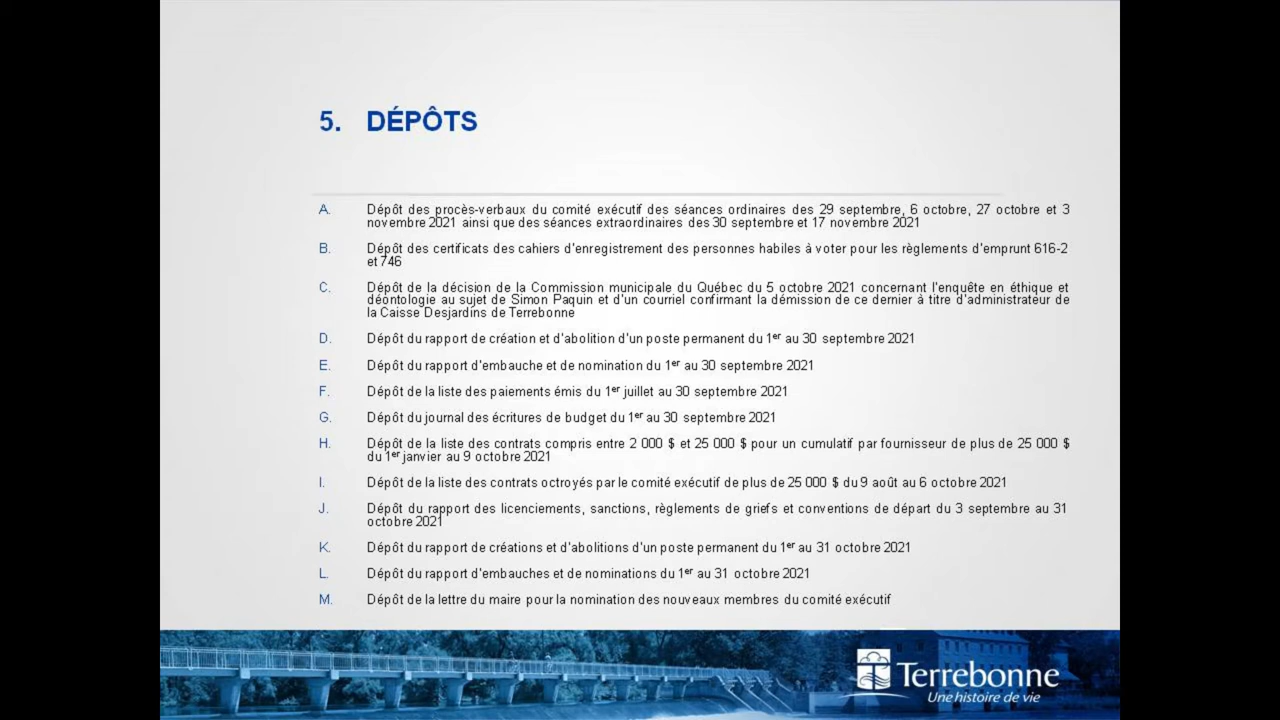 5. DÉPÔTS
A. Dépôt des procès-verbaux du comité exécutif des séances ordinaires des 29 septembre, 6 octobre, 27 octobre et 3
novembre 2021 ainsi que des séances extraordinaires des 30 septembre et 17 novembre 2021
B. Dépôt des certificats des cahiers d'enregistrement des personnes habiles à voter pour les règlements d'emprunt 616-2
et 746
C. Dépôt de la décision de la Commission municipale du Québec du 5 octobre 2021 concernant l'enquête en éthique et
déontologie au sujet de Simon Paquin et d'un courriel confirmant la démission de ce dernier à titre d'administrateur de
la Caisse Desjardins de Terrebonne
D. Dépôt du rapport de création et d'abolition d'un poste permanent du 1er au 30 septembre 2021
E. Dépôt du rapport d'embauche et de nomination du 1er au 30 septembre 2021
F. Dépôt de la liste des paiements émis du 1er juillet au 30 septembre 2021
G. Dépôt du journal des écritures de budget du 1er au 30 septembre 2021
H. Dépôt de la liste des contrats compris entre 2 000 $ et 25 000 $ pour un cumulatif par fournisseur de plus de 25 000 $
du 1er janvier au 9 octobre 2021
I. Dépôt de la liste des contrats octroyés par le comité exécutif de plus de 25 000 $ du 9 août au 6 octobre 2021
J. Dépôt du rapport des licenciements, sanctions, règlements de griefs et conventions de départ du 3 septembre au 31
octobre 2021
K. Dépôt du rapport de créations et d'abolitions d'un poste permanent du 1er au 31 octobre 2021
L. Dépôt du rapport d'embauches et de nominations du 1er au 31 octobre 2021
M. Dépôt de la lettre du maire pour la nomination des nouveaux membres du comité exécutif
Terrebonne
Une histoire de vie